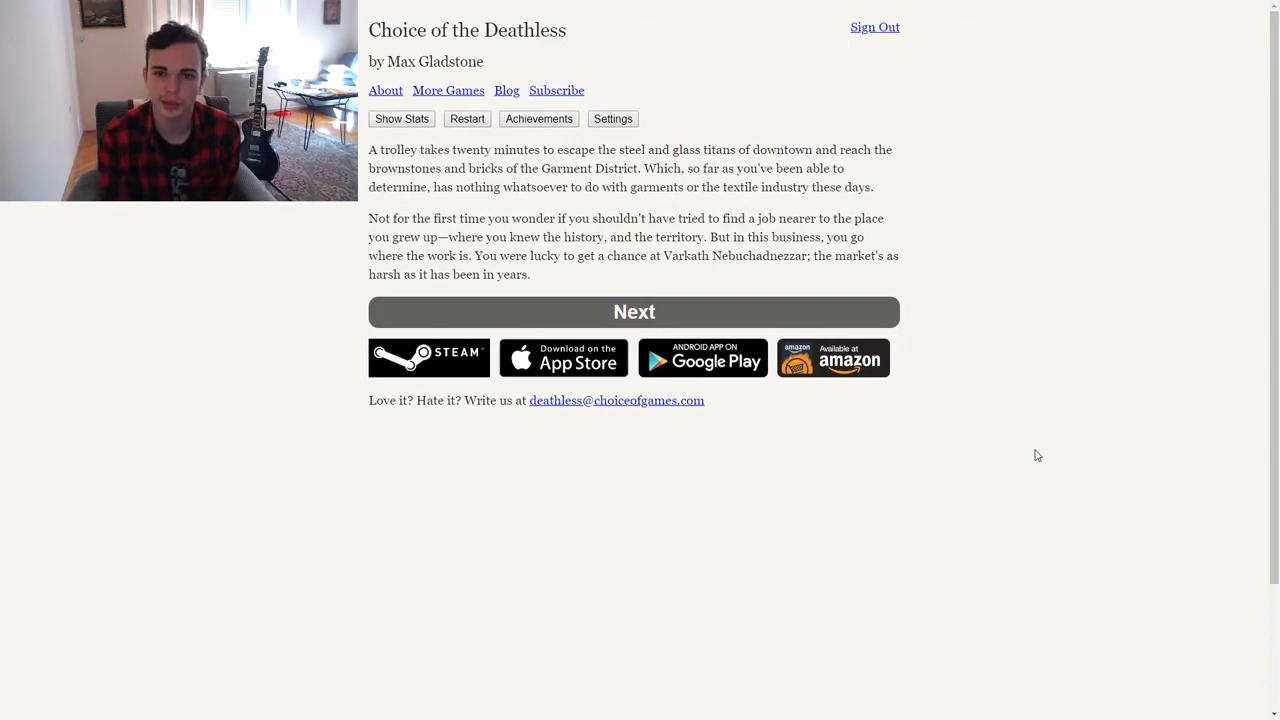 Choice of the Deathless
Sign Out
by Max Gladstone
About More Games Blog Subscribe
Show Stats Restart Achievements Settings
A trolley takes twenty minutes to escape the steel and glass titans of downtown and reach the
brownstones and bricks of the Garment District. Which, so far as you've been able to
determine, has nothing whatsoever to do with garments or the textile industry these days.
Not for the first time you wonder if you shouldn't have tried to find a job nearer to the place
you grew up—where you knew the history, and the territory. But in this business, you go
where the work is. You were lucky to get a chance at Varkath Nebuchadnezzar; the market's as
harsh as it has been in years.
Next
STEAM
Download on the
App Store
ANDROID APP ON
Google Play
amazon
Available at
amazon
Love it? Hate it? Write us at deathless@choiceofgames.com